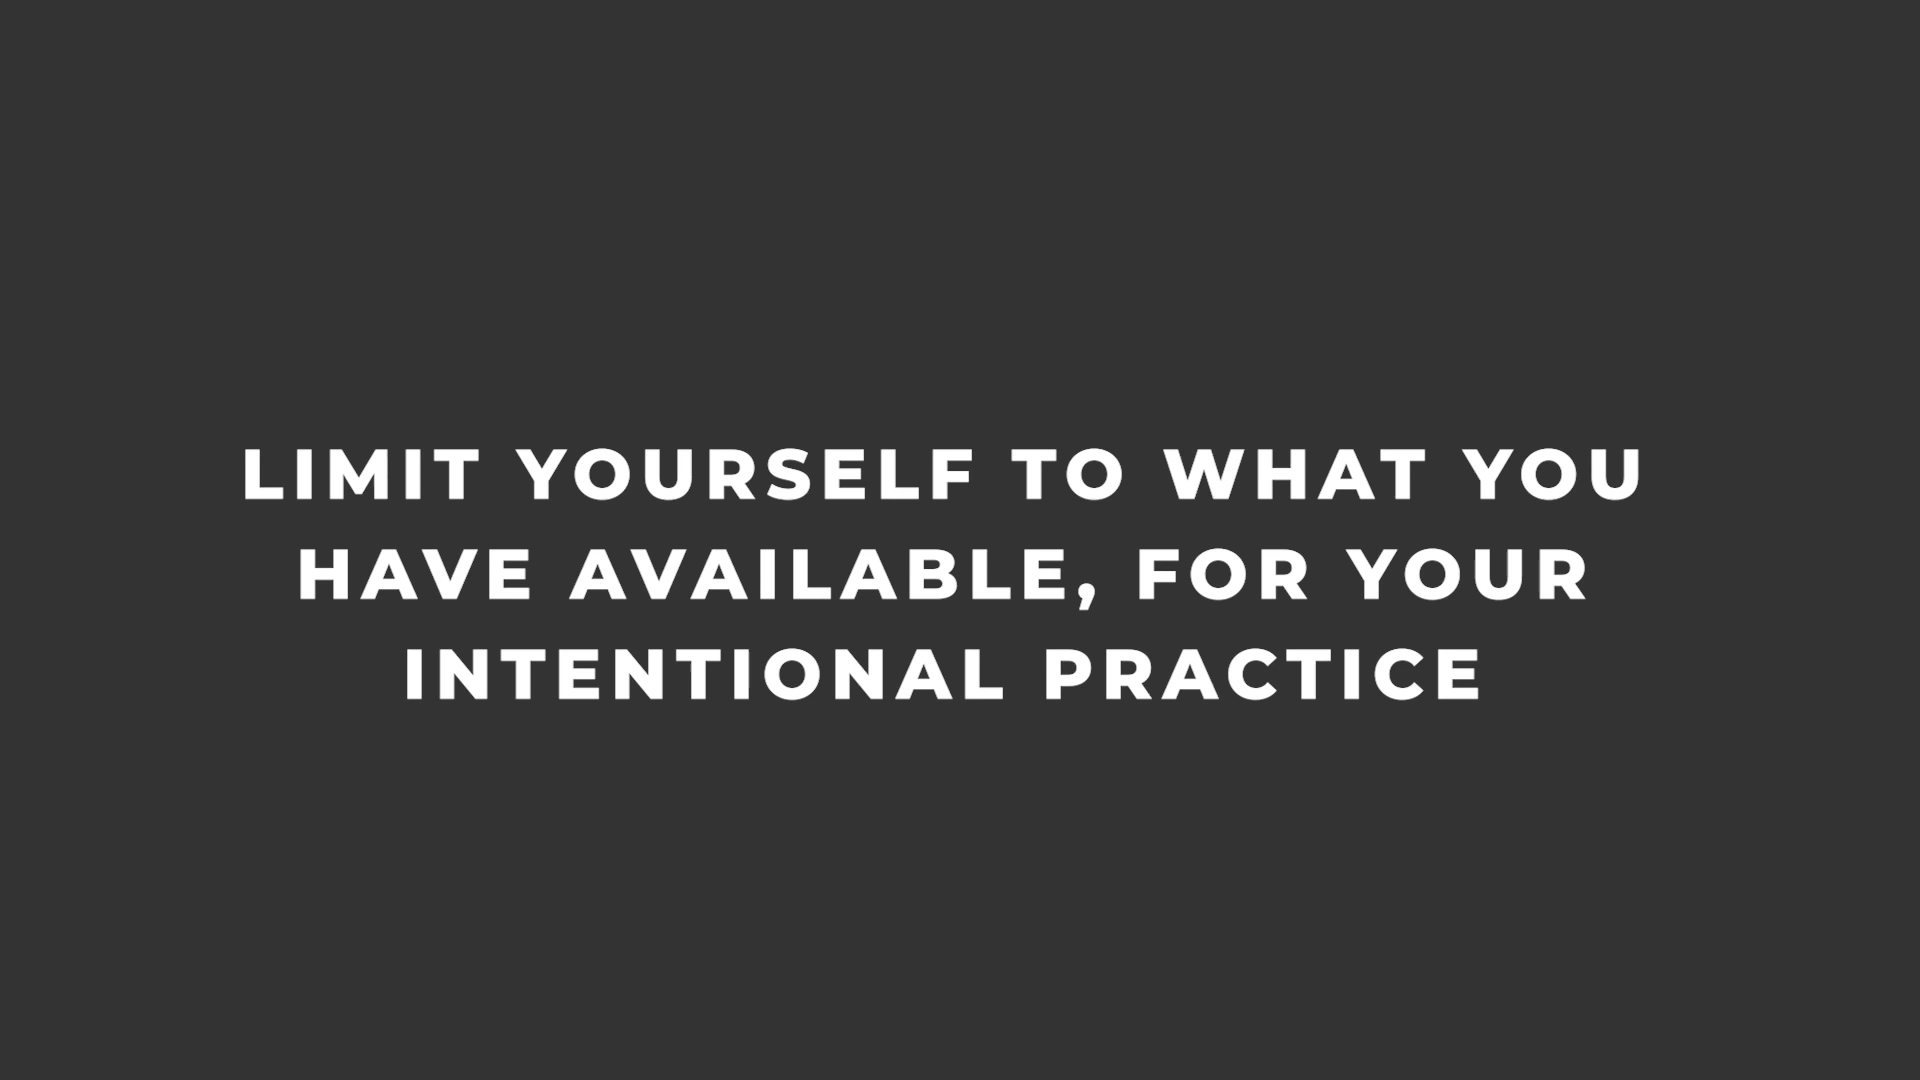 LIMIT YOURSELF TO WHAT YOU
HAVE AVAILABLE, FOR YOUR
INTENTIONAL PRACTICE